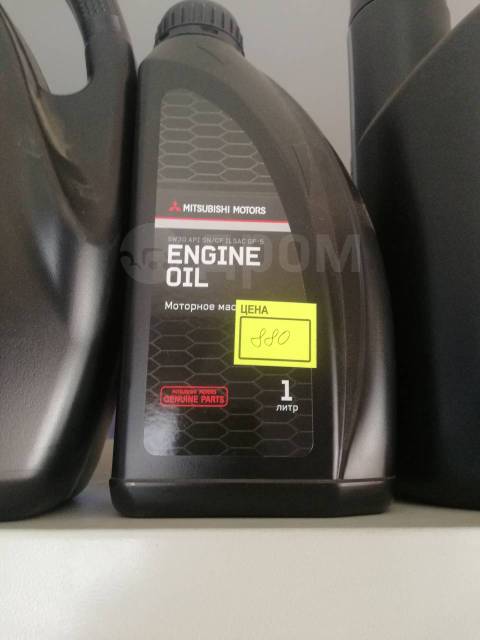 MITSUBISHI MOTORS
5W30 API SN/CF ILSAC GF-5
ENGINE
OIL
Моторное мас
ЦЕНА
880
MITSUBISHI MOTORS
GENUINE PARTS
1
литр
ДРОМ